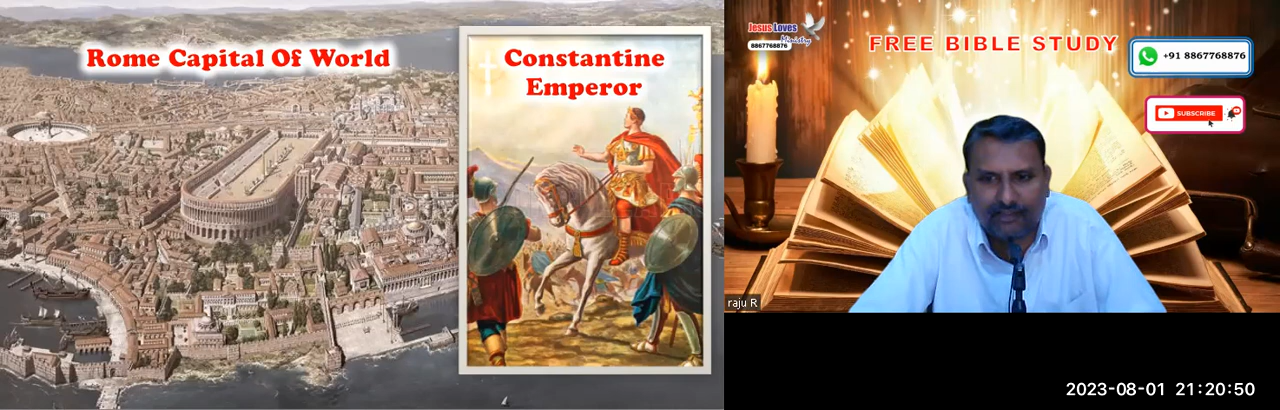 Rome Capital Of World
Constantine
Emperor
Jesus Loves
Ministry
8867768876
FREE BIBLE STUDY
+91 8867768876
SUBSCRIBE
raju R
2023-08-01 21:20:50